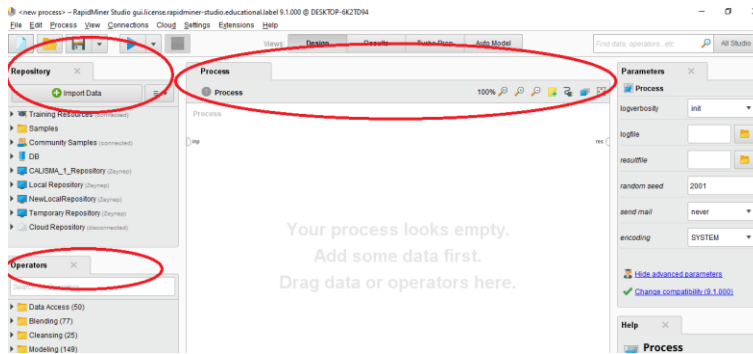 <new process> – RapidMiner Studio gui.license.rapidminer-studio.educational.label 9.1.000 @ DESKTOP-6K2TD94
File Edit Process View Connections Cloud Settings Extensions Help
Views: Design Results Turbo Prep Auto Model Find data, operators...etc All Studio
Repository
Import Data
Training Resources (connected)
Samples
Community Samples (connected)
DB
CALISMA_1_Repository (Zeynep)
Local Repository (Zeynep)
NewLocalRepository (Zeynep)
Temporary Repository (Zeynep)
Cloud Repository (disconnected)
Operators
Data Access (50)
Blending (77)
Cleansing (25)
Modeling (149)
Process
Process 100%
Process
inp res
Your process looks empty.
Add some data first.
Drag data or operators here.
Parameters
Process
logverbosity init
logfile
resultfile
random seed 2001
send mail never
encoding SYSTEM
Hide advanced parameters
Change compatibility (9.1.000)
Help
Process